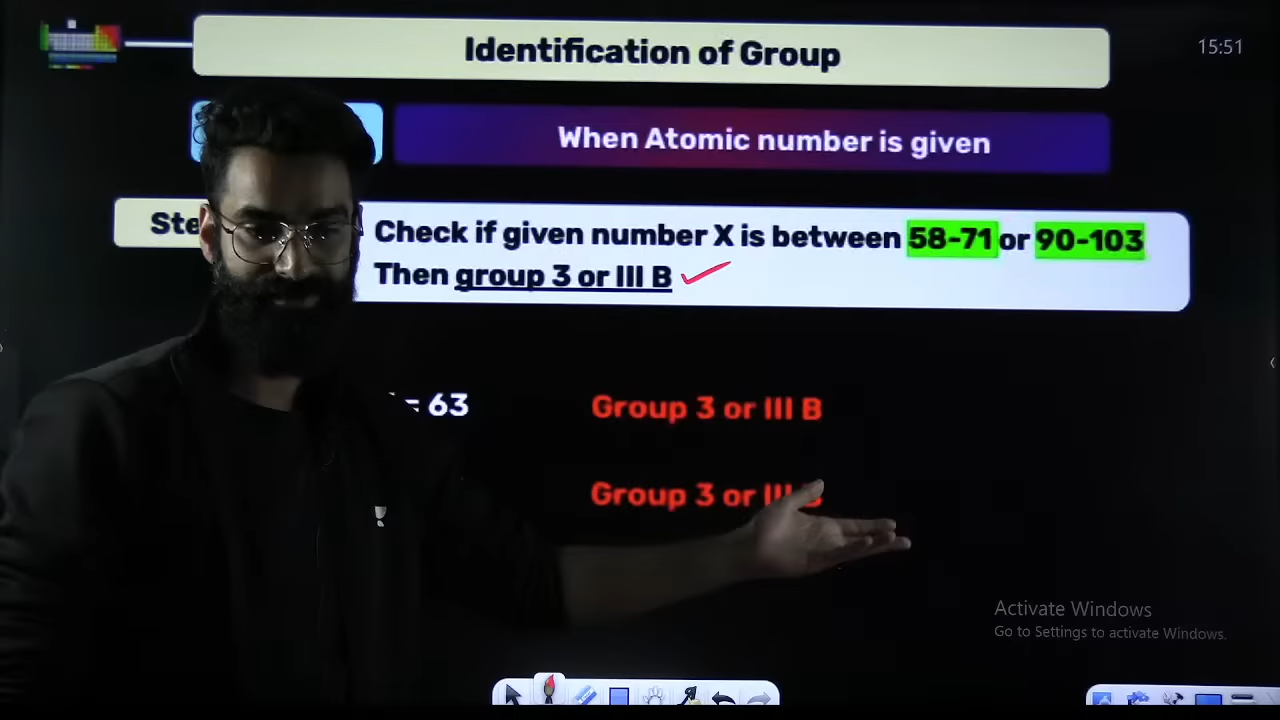 Identification of Group
15:51
When Atomic number is given
Check if given number X is between 58-71 or 90-103
Then group 3 or III B
= 63
Group 3 or III B
Group 3 or III B
Activate Windows
Go to Settings to activate Windows.